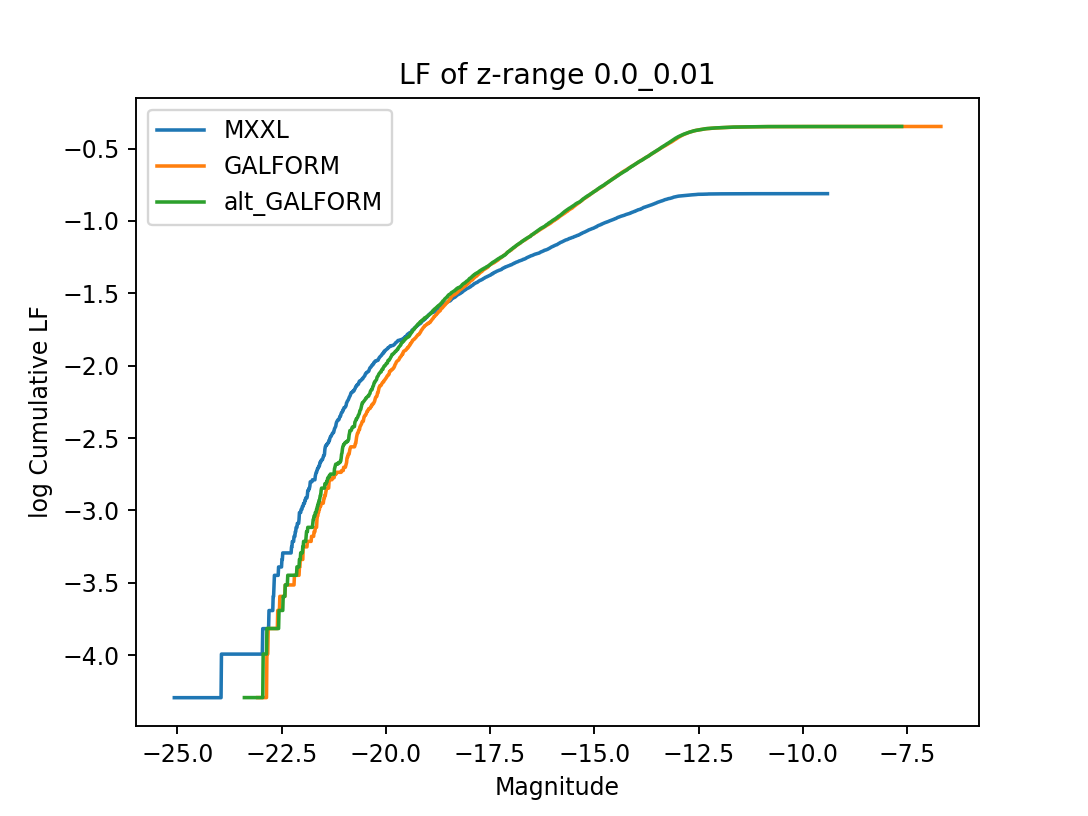 LF of z-range 0.0_0.01
MXXL
GALFORM
alt_GALFORM
log Cumulative LF
−0.5
−1.0
−1.5
−2.0
−2.5
−3.0
−3.5
−4.0
−25.0 −22.5 −20.0 −17.5 −15.0 −12.5 −10.0 −7.5
Magnitude